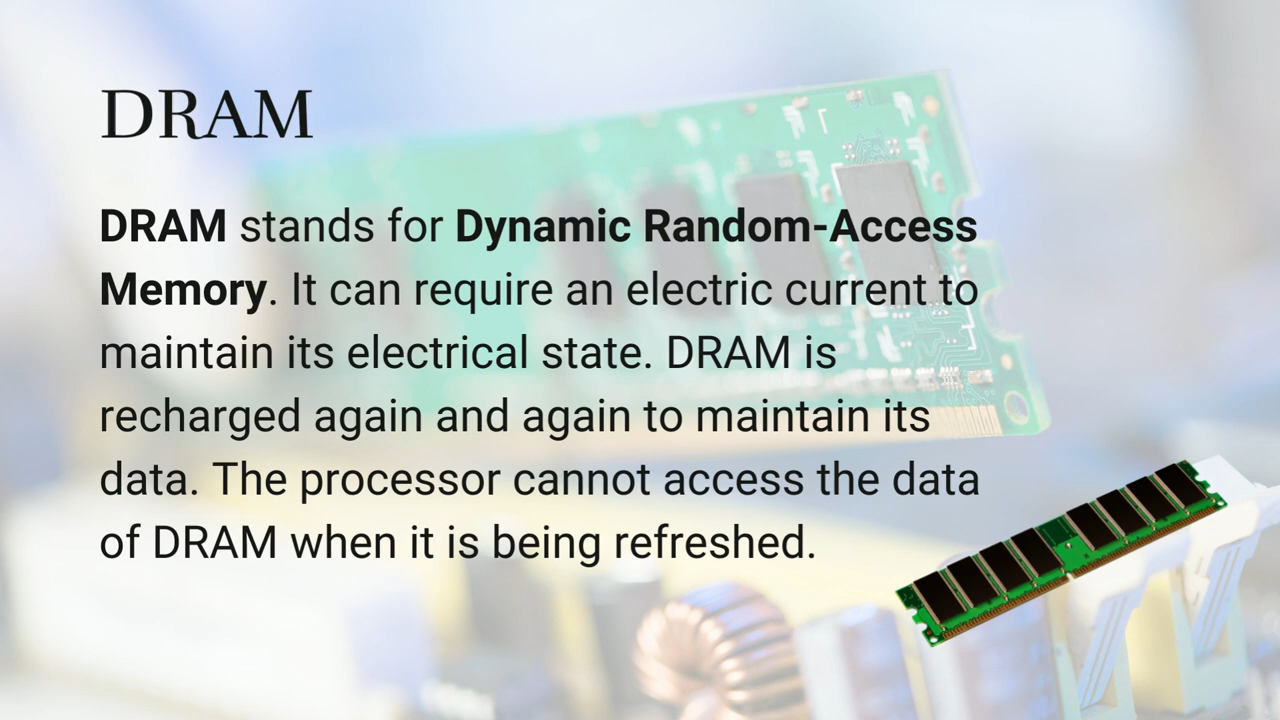 DRAM
DRAM stands for Dynamic Random-Access
Memory. It can require an electric current to
maintain its electrical state. DRAM is
recharged again and again to maintain its
data. The processor cannot access the data
of DRAM when it is being refreshed.